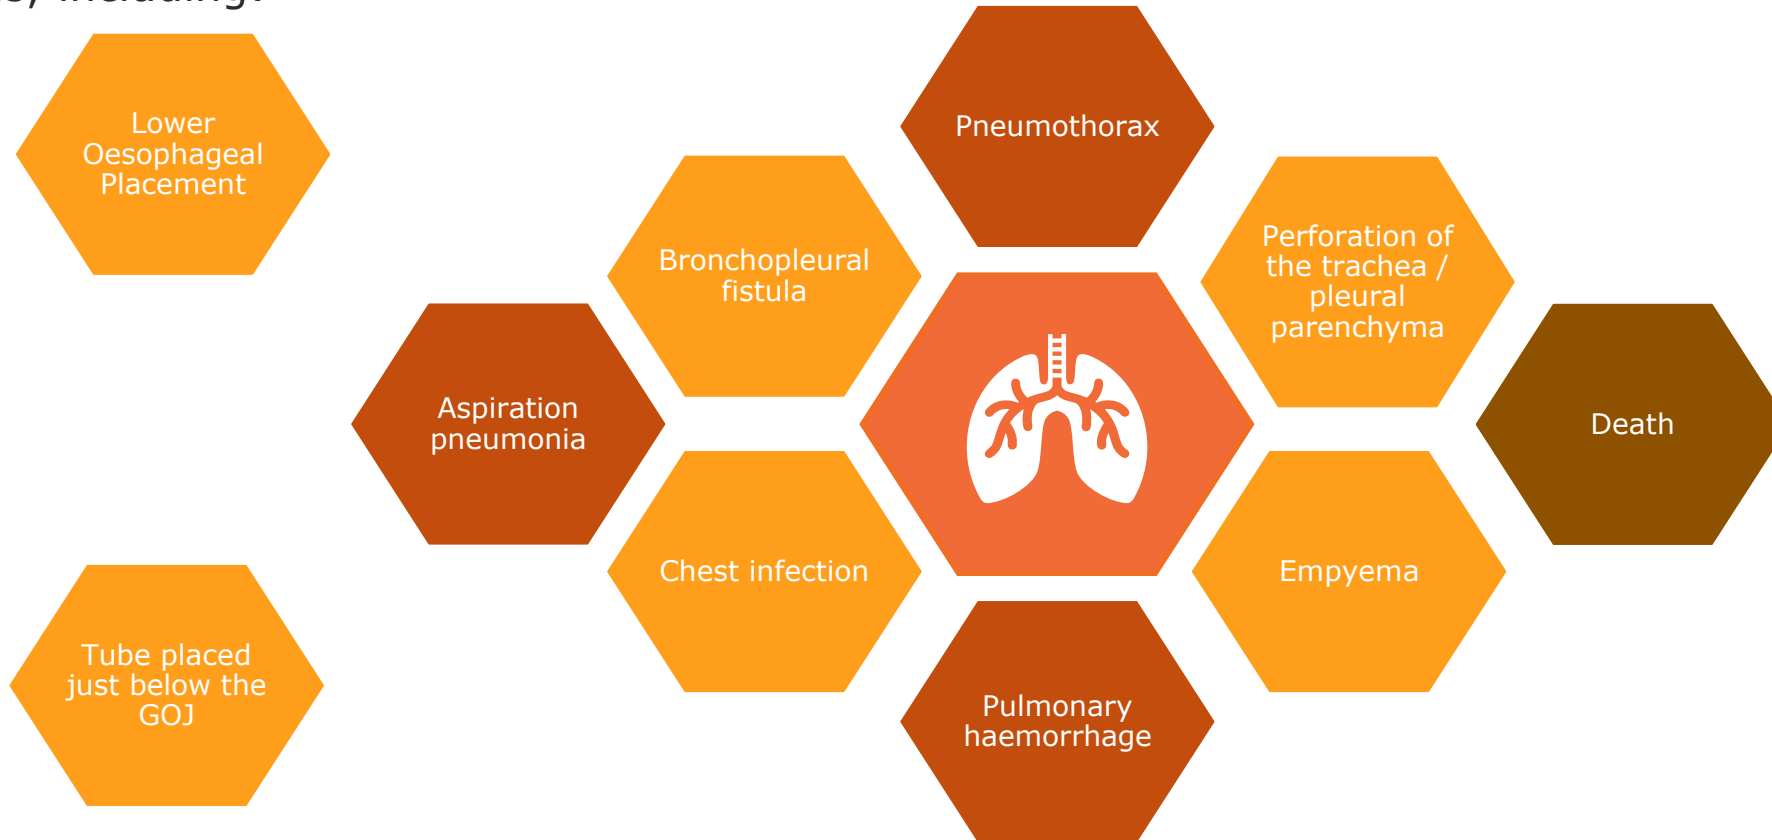 including:
Lower
Oesophageal
Placement
Pneumothorax
Bronchopleural
fistula
Perforation of
the trachea /
pleural
parenchyma
Aspiration
pneumonia
Death
Chest infection
Empyema
Tube placed
just below the
GOJ
Pulmonary
haemorrhage